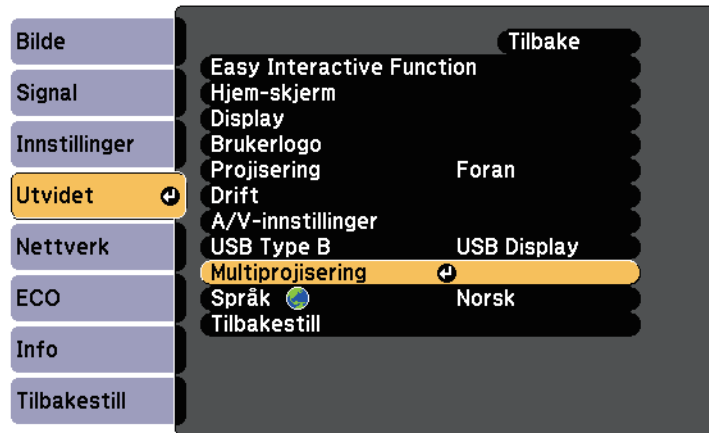 Bilde
Signal
Innstillinger
Utvidet
Nettverk
ECO
Info
Tilbakestill
Tilbake
Easy Interactive Function
Hjem-skjerm
Display
Brukerlogo
Projisering Foran
Drift
A/V-innstillinger
USB Type B USB Display
Multiprojisering
Språk Norsk
Tilbakestill